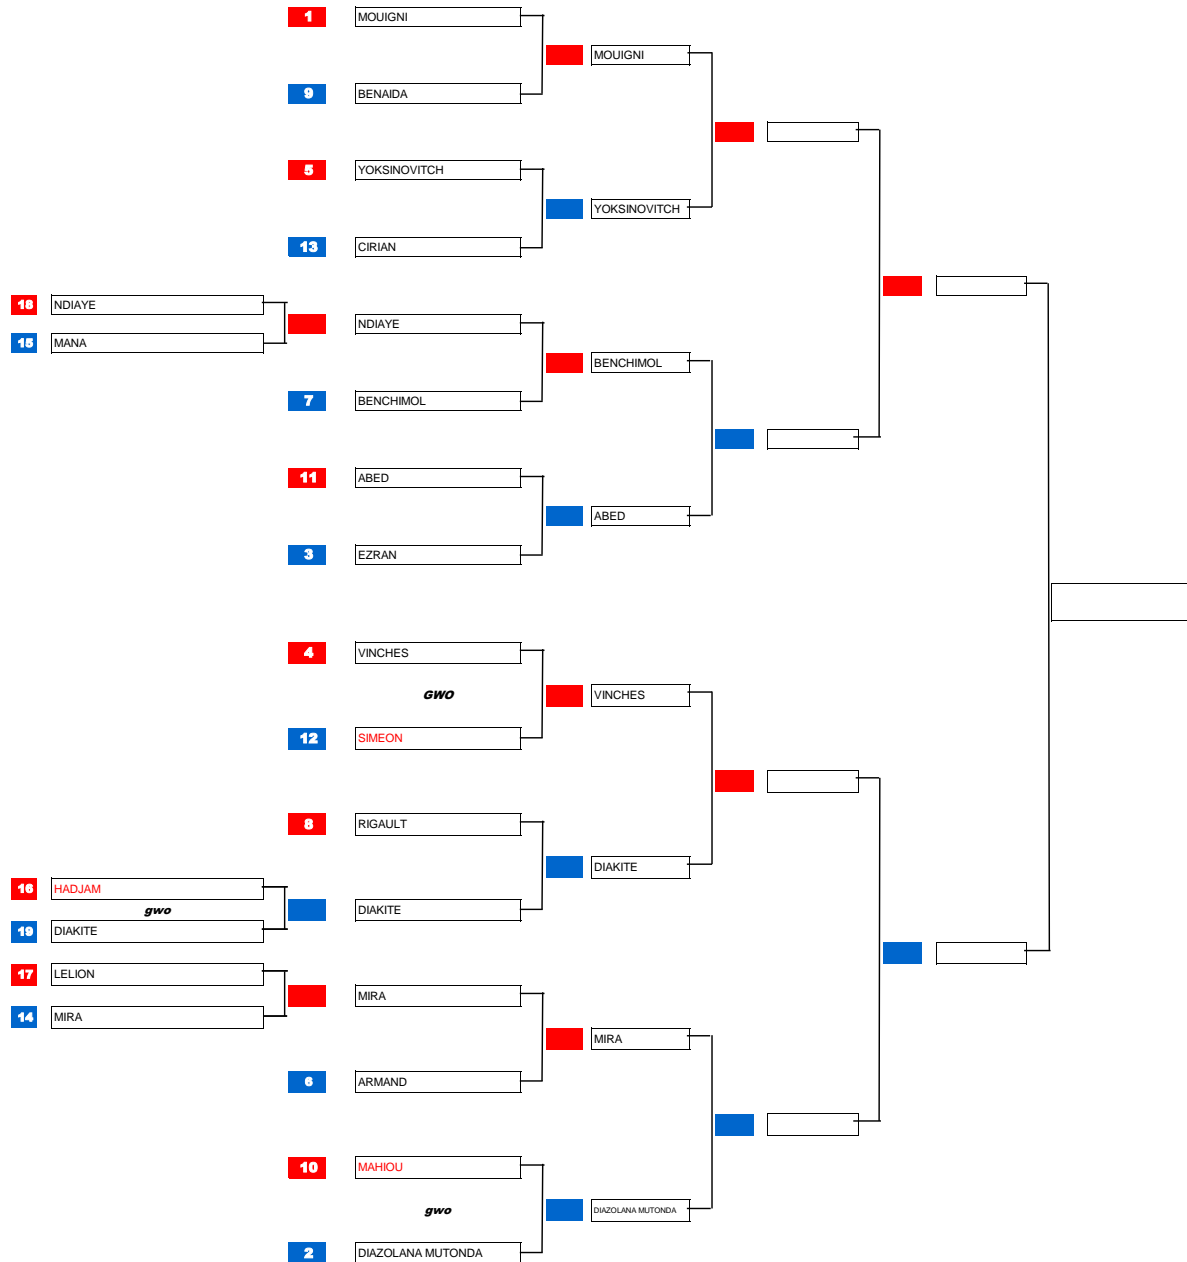 1 MOUIGNI
MOUIGNI
9 BENAIDA
5 YOKSINOVITCH
YOKSINOVITCH
13 CIRIAN
18 NDIAYE
NDIAYE
15 MANA
BENCHIMOL
7 BENCHIMOL
11 ABED
ABED
3 EZRAN
4 VINCHES
GWO
VINCHES
12 SIMEON
8 RIGAULT
DIAKITE
16 HADJAM
gwo
DIAKITE
19 DIAKITE
17 LELION
MIRA
14 MIRA
MIRA
6 ARMAND
10 MAHIOU
gwo
DIAZOLANA MUTONDA
2 DIAZOLANA MUTONDA